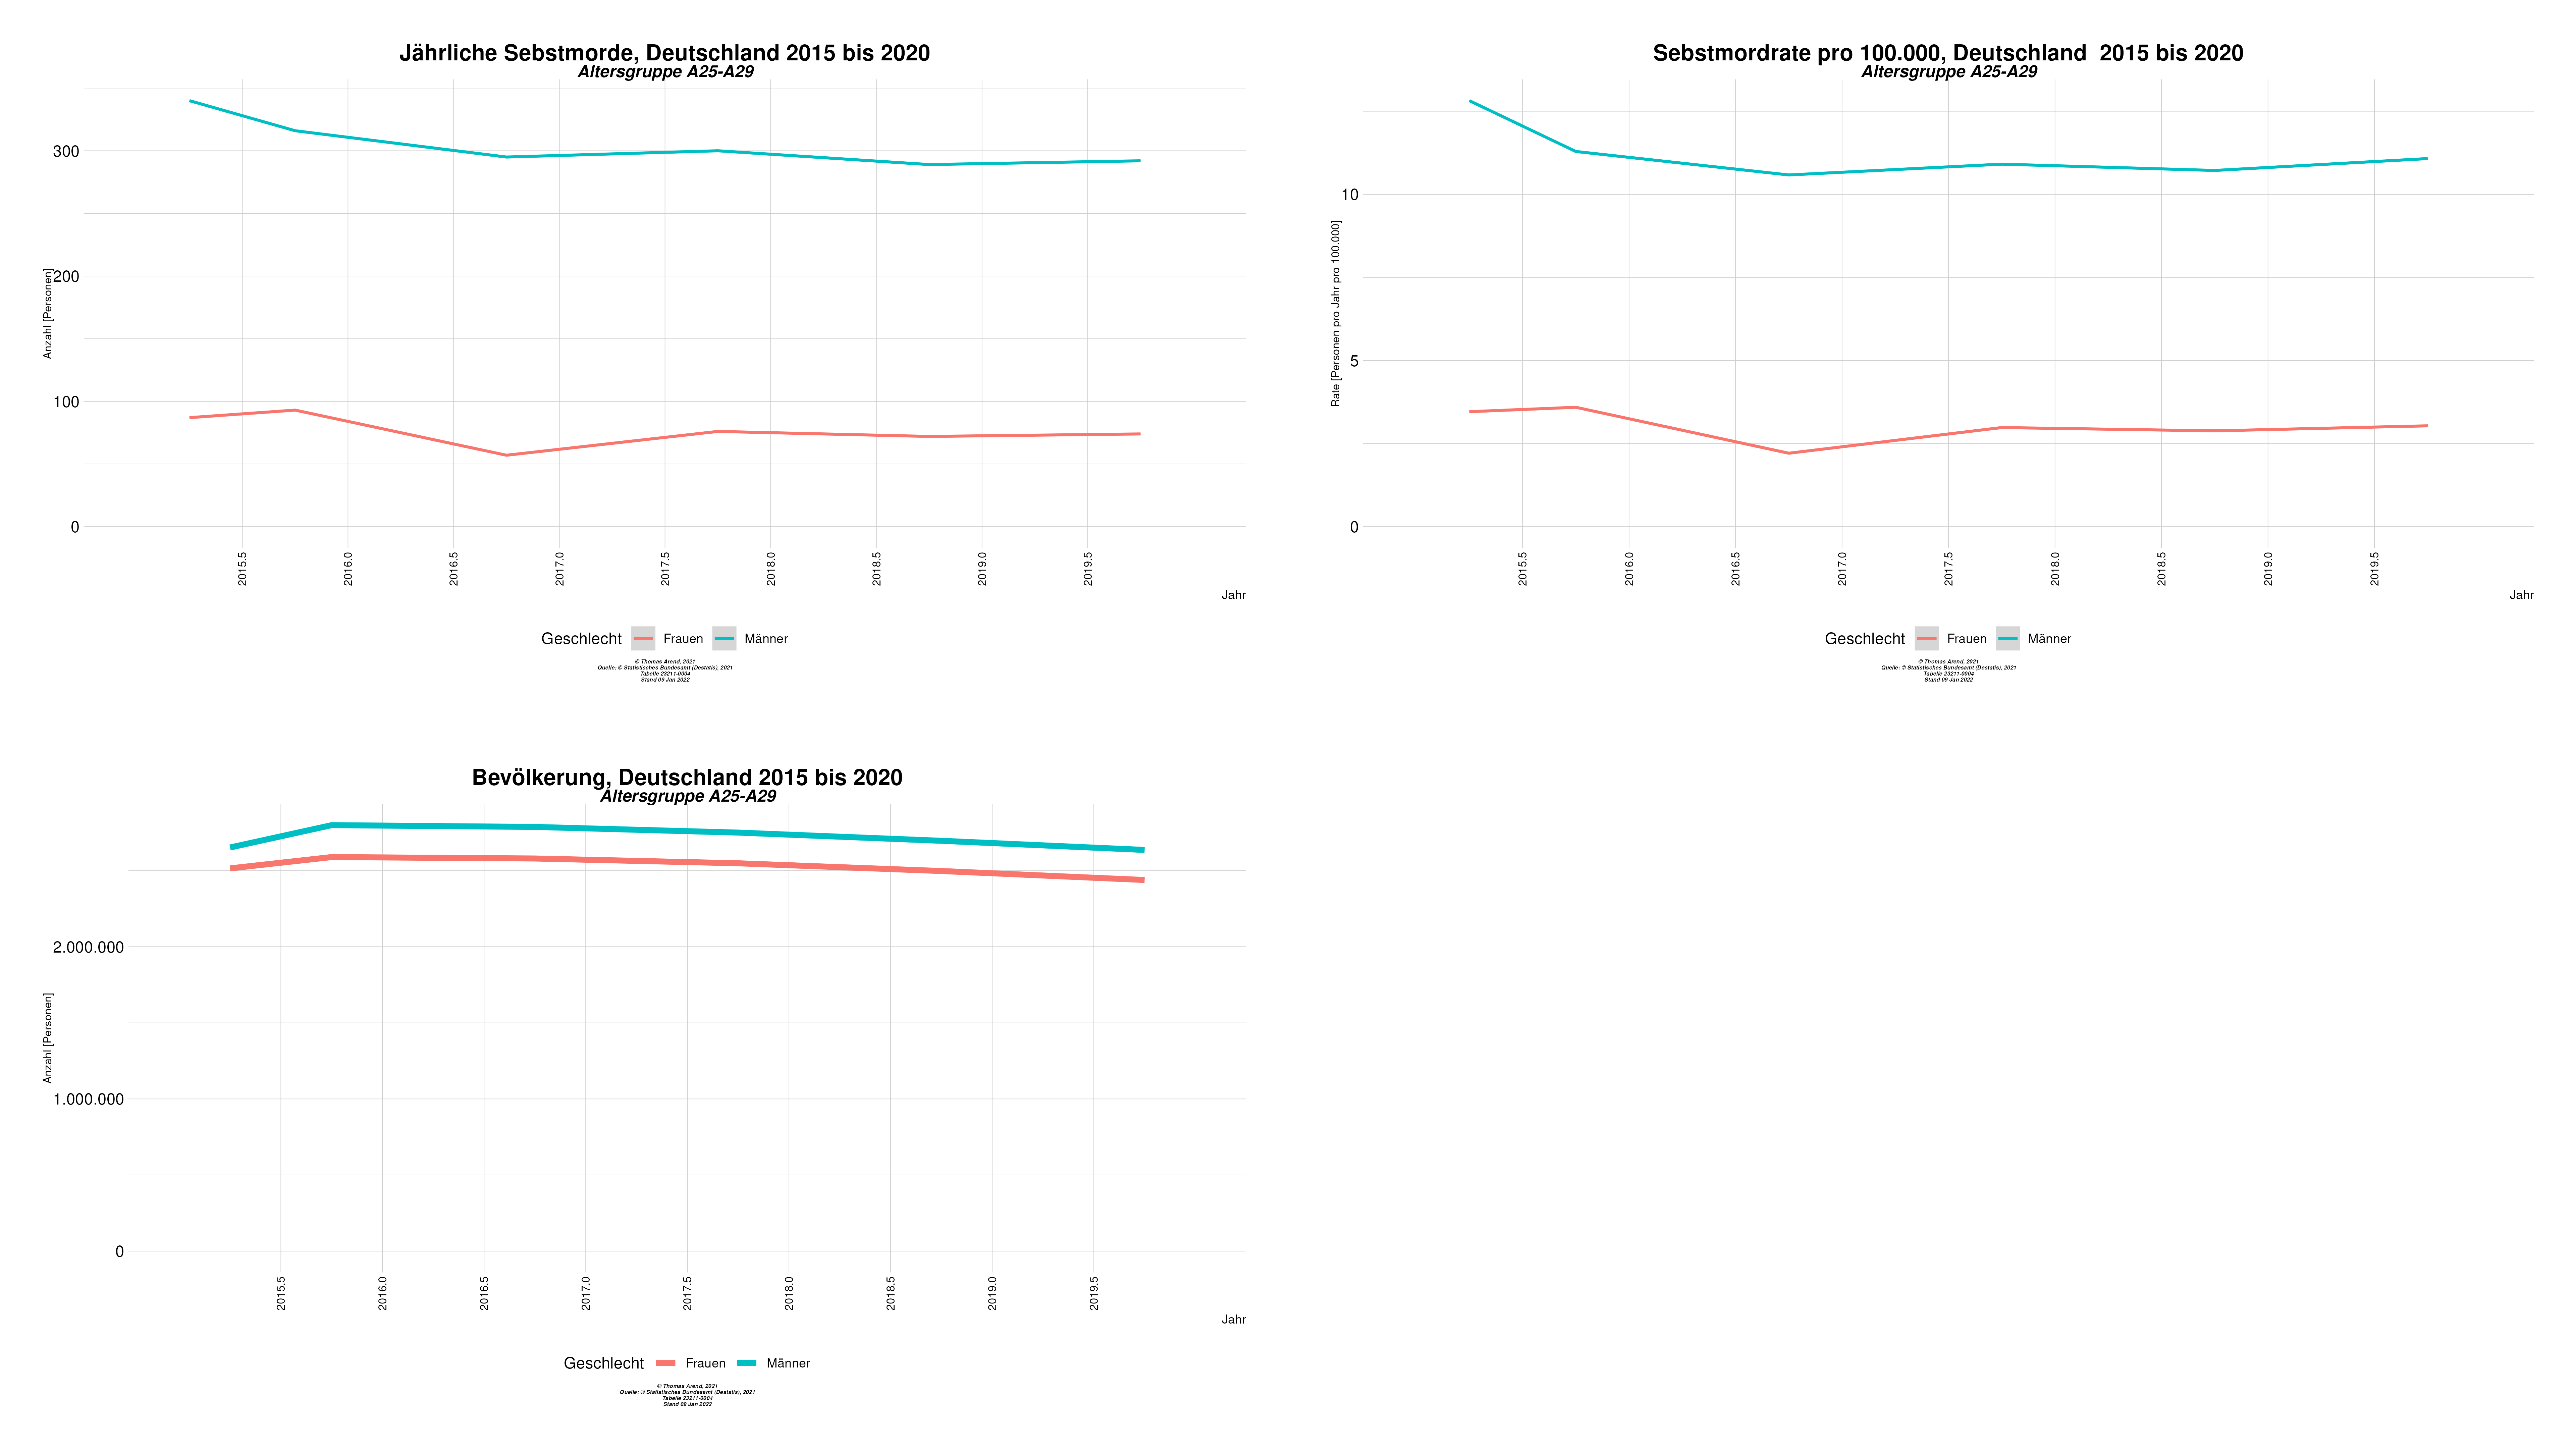 Jährliche Sebstmorde, Deutschland 2015 bis 2020
Altersgruppe A25-A29
Anzahl [Personen]
300
200
100
0
2015.5
2016.0
2016.5
2017.0
2017.5
2018.0
2018.5
2019.0
2019.5
Jahr
Geschlecht Frauen Männer
© Thomas Arend, 2021
Quelle: © Statistisches Bundesamt (Destatis), 2021
Tabelle 23211-0004
Stand 09 Jan 2022
Sebstmordrate pro 100.000, Deutschland  2015 bis 2020
Altersgruppe A25-A29
Rate [Personen pro Jahr pro 100.000]
10
5
0
2015.5
2016.0
2016.5
2017.0
2017.5
2018.0
2018.5
2019.0
2019.5
Jahr
Geschlecht Frauen Männer
© Thomas Arend, 2021
Quelle: © Statistisches Bundesamt (Destatis), 2021
Tabelle 23211-0004
Stand 09 Jan 2022
Bevölkerung, Deutschland 2015 bis 2020
Altersgruppe A25-A29
Anzahl [Personen]
2.000.000
1.000.000
0
2015.5
2016.0
2016.5
2017.0
2017.5
2018.0
2018.5
2019.0
2019.5
Jahr
Geschlecht Frauen Männer
© Thomas Arend, 2021
Quelle: © Statistisches Bundesamt (Destatis), 2021
Tabelle 23211-0004
Stand 09 Jan 2022